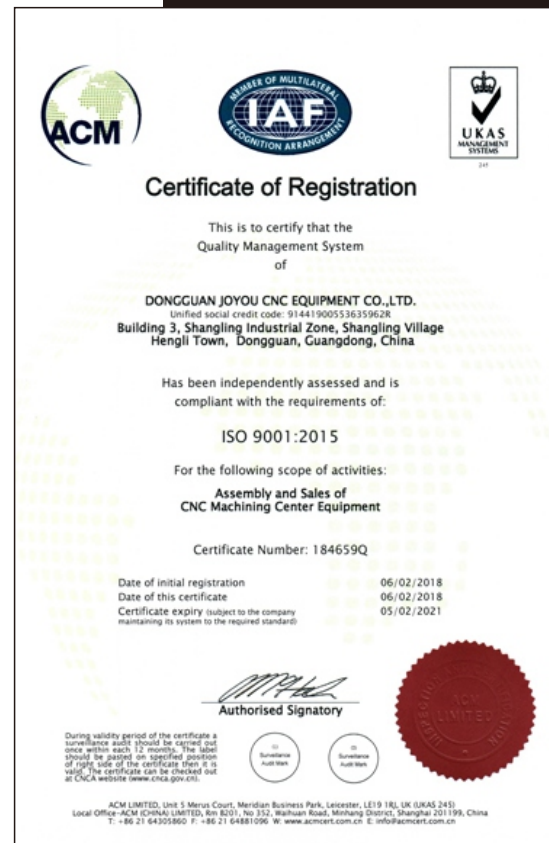 ACM
MEMBER OF MULTILATERAL
IAF
RECOGNITION ARRANGEMENT
UKAS
MANAGEMENT
SYSTEMS
245
Certificate of Registration
This is to certify that the
Quality Management System
of
DONGGUAN JOYOU CNC EQUIPMENT CO.,LTD.
Unified social credit code: 91441900553635962R
Building 3, Shangling Industrial Zone, Shangling Village
Hengli Town, Dongguan, Guangdong, China
Has been independently assessed and is
compliant with the requirements of:
ISO 9001:2015
For the following scope of activities:
Assembly and Sales of
CNC Machining Center Equipment
Certificate Number: 184659Q
Date of initial registration 06/02/2018
Date of this certificate 06/02/2018
Certificate expiry (subject to the company 05/02/2021
maintaining its system to the required standard)
Authorised Signatory
During validity period of the certificate a
surveillance audit should be carried out
once within each 12 months. The label
should be pasted on specified position
of right side of the certificate then it is
valid. The certificate can be checked out
at CNCA website (www.cnca.gov.cn).
Surveillance
Audit Mark
Surveillance
Audit Mark
ACM
LIMITED
ACM LIMITED, Unit 5 Merus Court, Meridian Business Park, Leicester, LE19 1RJ, UK (UKAS 245)
Local Office-ACM (CHINA) LIMITED, Rm 8201, No 352, Waihuan Road, Minhang District, Shanghai 201199, China
T: +86 21 64305860 F: +86 21 64881096 W: www.acmcert.com.cn E: info@acmcert.com.cn